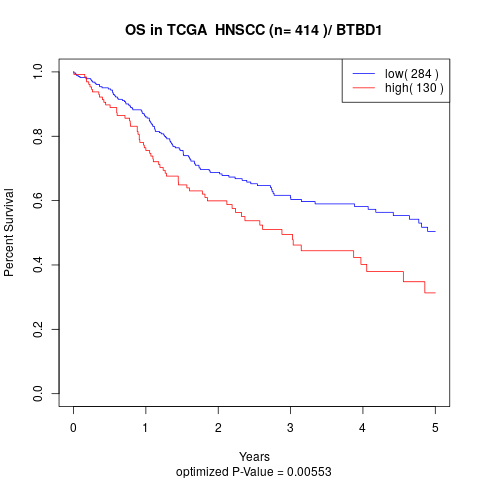 OS in TCGA  HNSCC (n= 414 )/ BTBD1
low( 284 )
high( 130 )
Percent Survival
1.0
0.8
0.6
0.4
0.2
0.0
0 1 2 3 4 5
Years
optimized P-Value = 0.00553